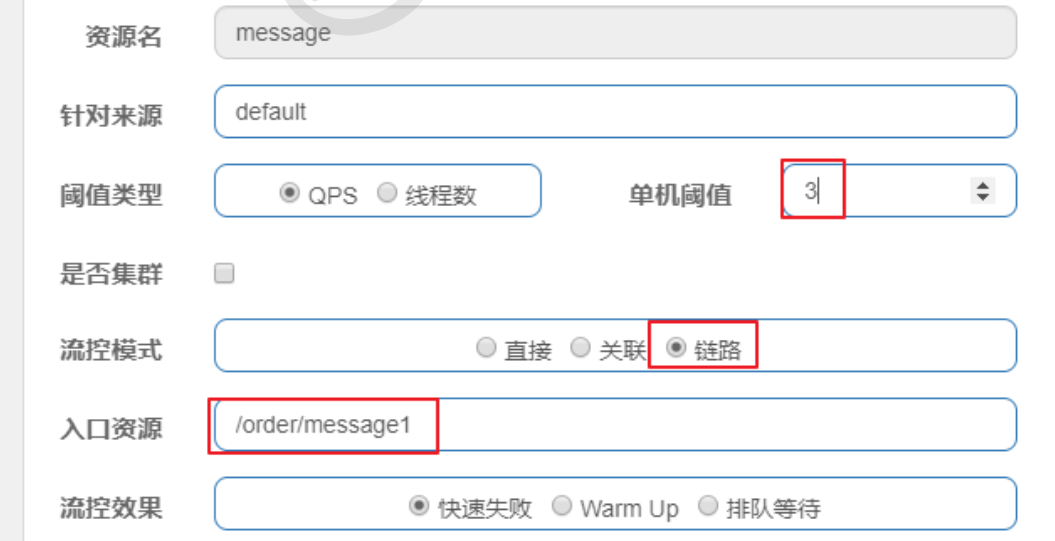 资源名 message
针对来源 default
阈值类型 QPS 线程数 单机阈值 3
是否集群
流控模式 直接 关联 链路
入口资源 /order/message1
流控效果 快速失败 Warm Up 排队等待